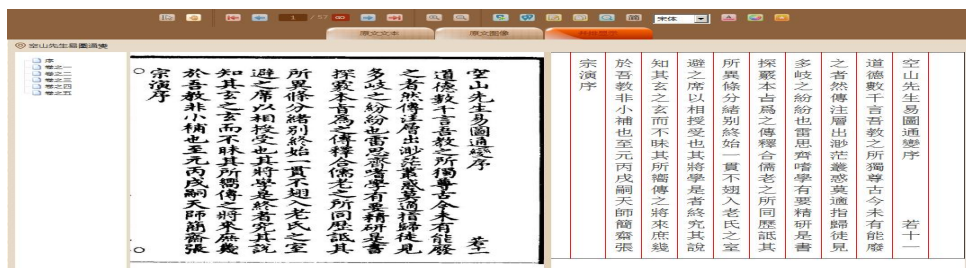 1 / 57
宋体
原文文本
原文图像
空山先生易圖通變
序
卷之一
卷之二
卷之三
卷之四
卷之五
空山先生易圖通變序 若十一
道德數千言吾教之所獨尊古今未有能廢
之者然傳注層出渺茫叢惑莫適指歸徒見
多岐之紛紛也雷思齊嗜學有要精研是書
探嚴本旨爲之傳釋合儒老之所同歷詆其
所異條分緒別終始一貫不翅入老氏之室
避之席以相授受也其將學是者終究其說
知其玄之玄而不昧其所嚮傳之將來庶幾
於吾教非小補也至元丙戌嗣天師簡齋張
宗演序
空山先生易圖通變序 若十一
道德數千言吾教之所獨尊古今未有能廢
之者然傳注層出渺茫叢惑莫適指歸徒見
多岐之紛紛也雷思齊嗜學有要精研是書
探嚴本占爲之傳釋合儒老之所同歷詆其
所異條分緒別終始一貫不翅入老氏之室
避之席以相授受也其將學是者終究其說
知其玄之玄而不昧其所嚮傳之將來庶幾
於吾教非小補也至元丙戌嗣天師簡齋張
宗演序